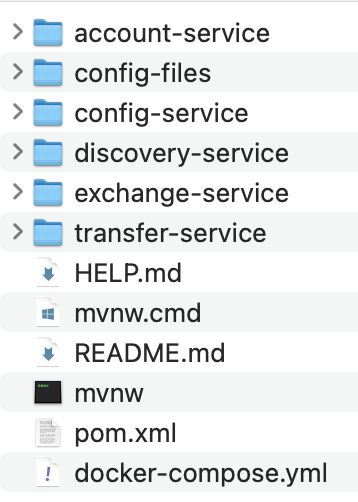 account-service
config-files
config-service
discovery-service
exchange-service
transfer-service
HELP.md
mvnw.cmd
README.md
mvnw
pom.xml
docker-compose.yml